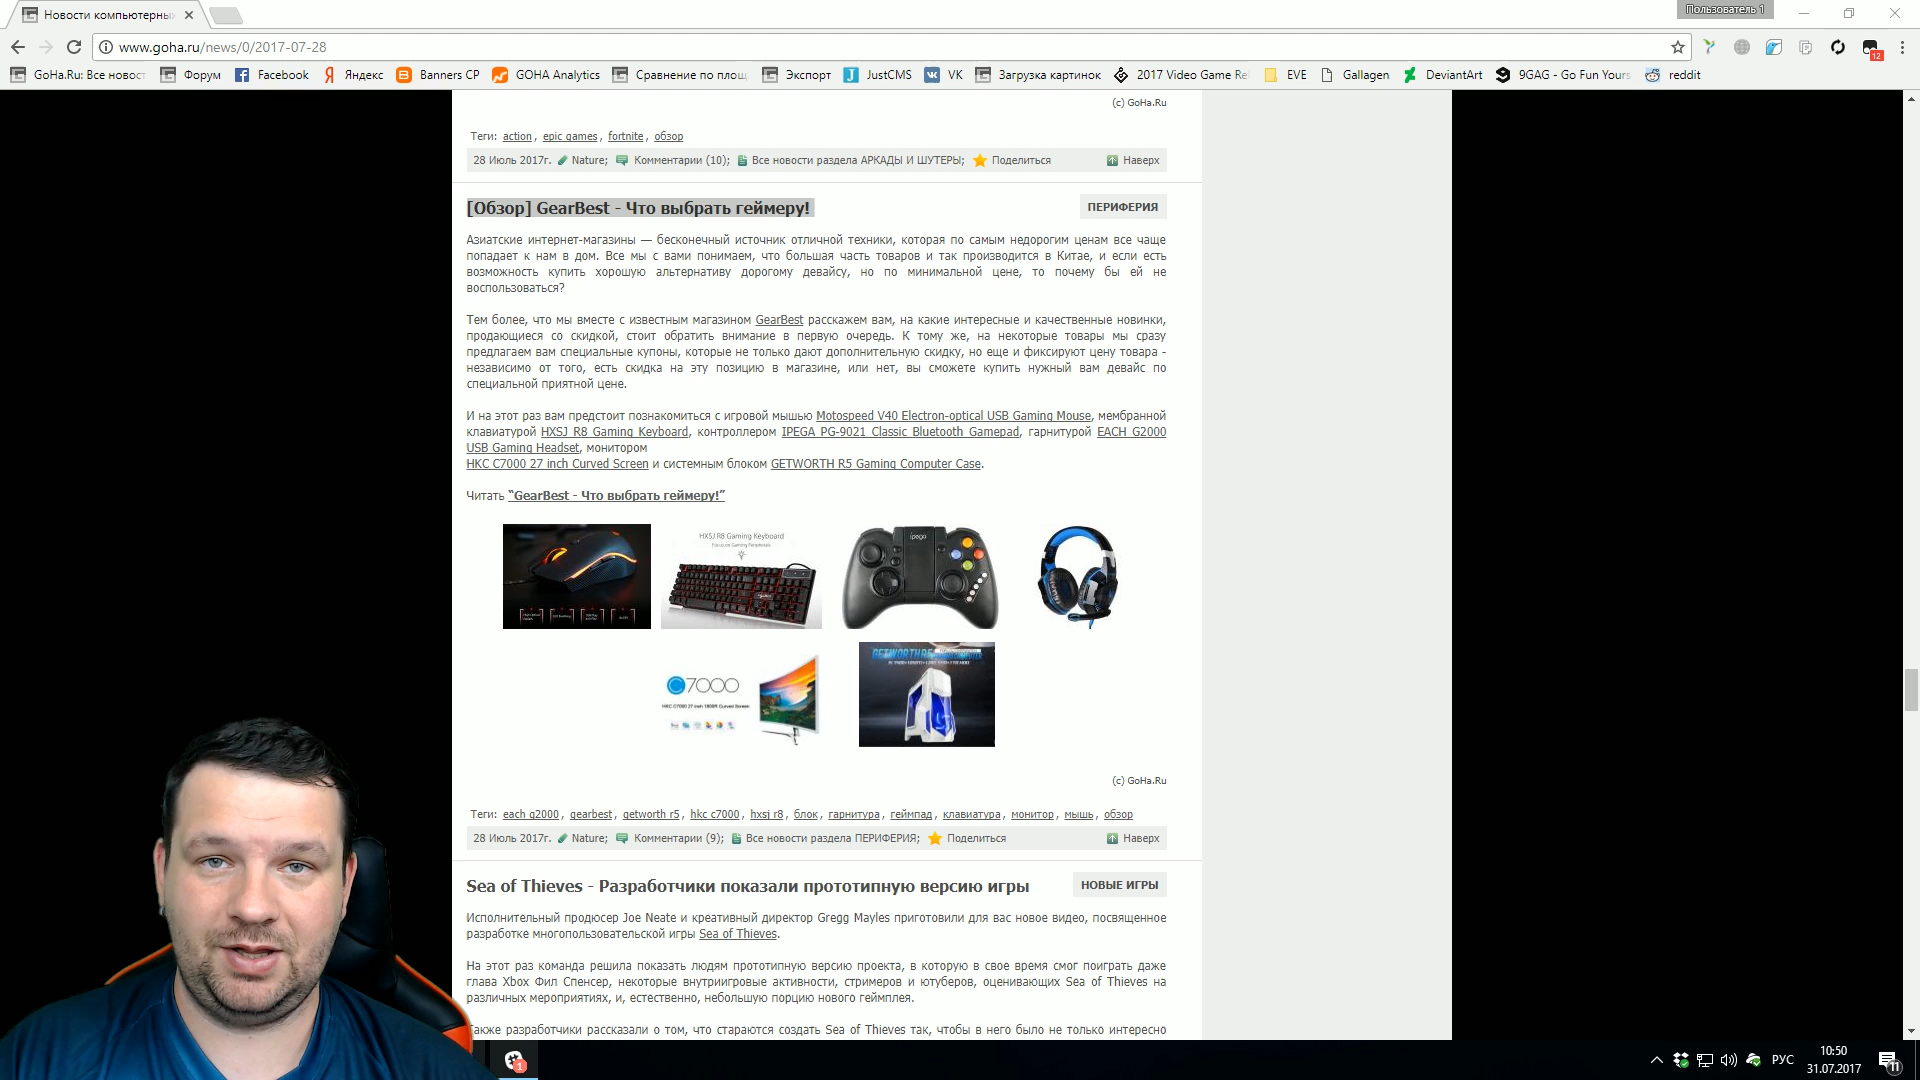 Новости компьютерны
Пользователь 1
www.goha.ru/news/0/2017-07-28
12
GoHa.Ru: Все новост
Форум
Facebook
Яндекс
Banners CP
GOHA Analytics
Сравнение по площ
Экспорт
JustCMS
VK
Загрузка картинок
2017 Video Game Rel
EVE
Gallagen
DeviantArt
9GAG - Go Fun Yours
reddit
(c) GoHa.Ru
Теги: action, epic games, fortnite, обзор
28 Июль 2017г. Nature; Комментарии (10); Все новости раздела АРКАДЫ И ШУТЕРЫ; Поделиться Наверх
[Обзор] GearBest - Что выбрать геймеру!
ПЕРИФЕРИЯ
Азиатские интернет-магазины — бесконечный источник отличной техники, которая по самым недорогим ценам все чаще
попадает к нам в дом. Все мы с вами понимаем, что большая часть товаров и так производится в Китае, и если есть
возможность купить хорошую альтернативу дорогому девайсу, но по минимальной цене, то почему бы ей не
воспользоваться?
Тем более, что мы вместе с известным магазином GearBest расскажем вам, на какие интересные и качественные новинки,
продающиеся со скидкой, стоит обратить внимание в первую очередь. К тому же, на некоторые товары мы сразу
предлагаем вам специальные купоны, которые не только дают дополнительную скидку, но еще и фиксируют цену товара -
независимо от того, есть скидка на эту позицию в магазине, или нет, вы сможете купить нужный вам девайс по
специальной приятной цене.
И на этот раз вам предстоит познакомиться с игровой мышью Motospeed V40 Electron-optical USB Gaming Mouse, мембранной
клавиатурой HXSJ R8 Gaming Keyboard, контроллером IPEGA PG-9021 Classic Bluetooth Gamepad, гарнитурой EACH G2000
USB Gaming Headset, монитором
HKC C7000 27 inch Curved Screen и системным блоком GETWORTH R5 Gaming Computer Case.
Читать “GearBest - Что выбрать геймеру!”
HXSJ R8 Gaming Keyboard
Focus on Gaming Peripherals
ipega
C7000
HKC C7000 27 inch 1800R Curved Screen
(c) GoHa.Ru
Теги: each g2000, gearbest, getworth r5, hkc c7000, hxsj r8, блок, гарнитура, геймпад, клавиатура, монитор, мышь, обзор
28 Июль 2017г. Nature; Комментарии (9); Все новости раздела ПЕРИФЕРИЯ; Поделиться Наверх
Sea of Thieves - Разработчики показали прототипную версию игры
НОВЫЕ ИГРЫ
Исполнительный продюсер Joe Neate и креативный директор Gregg Mayles приготовили для вас новое видео, посвященное
разработке многопользовательской игры Sea of Thieves.
На этот раз команда решила показать людям прототипную версию проекта, в которую в свое время смог поиграть даже
глава Xbox Фил Спенсер, некоторые внутриигровые активности, стримеров и ютуберов, оценивающих Sea of Thieves на
различных мероприятиях, и, естественно, небольшую порцию нового геймплея.
Также разработчики рассказали о том, что стараются создать Sea of Thieves так, чтобы в него было не только интересно
1
РУС
10:50
31.07.2017
11